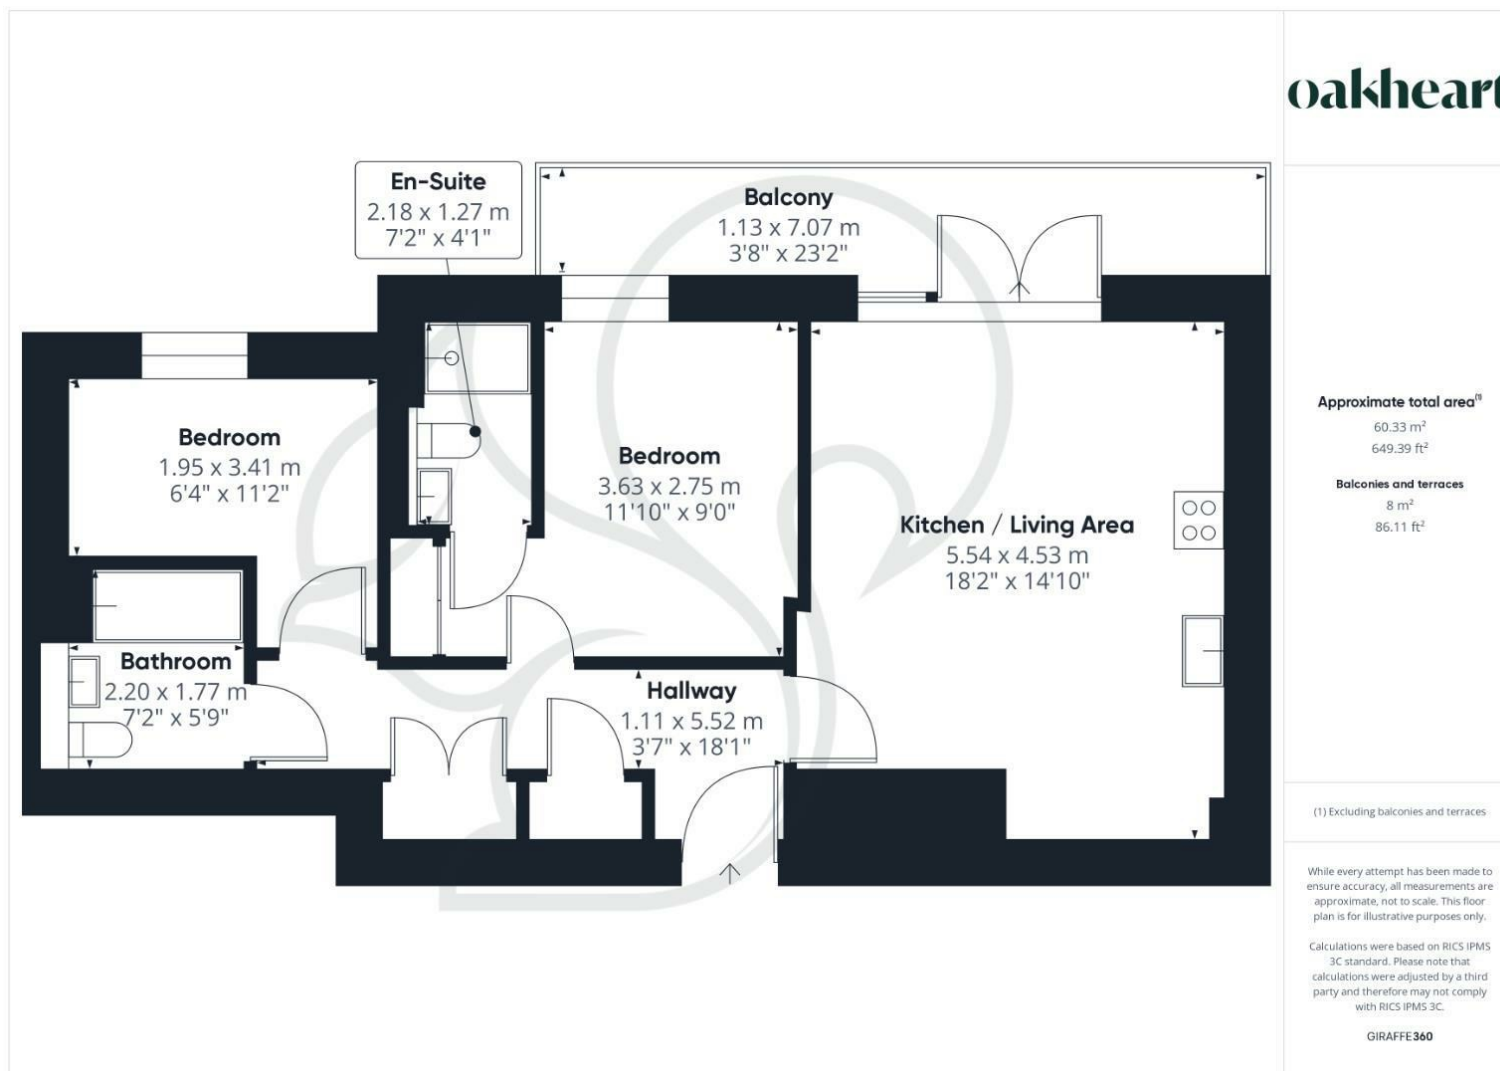 oakheart
En-Suite
2.18 x 1.27 m
7'2" x 4'1"
Balcony
1.13 x 7.07 m
3'8" x 23'2"
Bedroom
1.95 x 3.41 m
6'4" x 11'2"
Bedroom
3.63 x 2.75 m
11'10" x 9'0"
Kitchen / Living Area
5.54 x 4.53 m
18'2" x 14'10"
Bathroom
2.20 x 1.77 m
7'2" x 5'9"
Hallway
1.11 x 5.52 m
3'7" x 18'1"
Approximate total area(1)
60.33 m²
649.39 ft²
Balconies and terraces
8 m²
86.11 ft²
(1) Excluding balconies and terraces
While every attempt has been made to
ensure accuracy, all measurements are
approximate, not to scale. This floor
plan is for illustrative purposes only.
Calculations were based on RICS IPMS
3C standard. Please note that
calculations were adjusted by a third
party and therefore may not comply
with RICS IPMS 3C.
GIRAFFE360